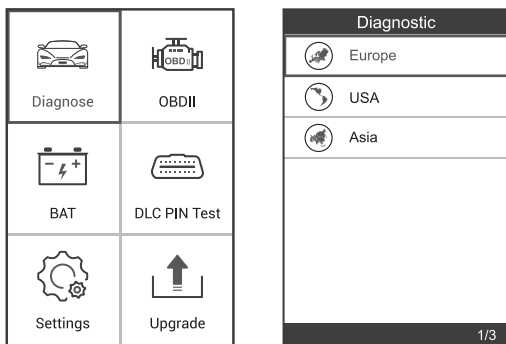 Diagnose
OBD II
OBDII
BAT
DLC PIN Test
Settings
Upgrade
Diagnostic
Europe
USA
Asia
1/3